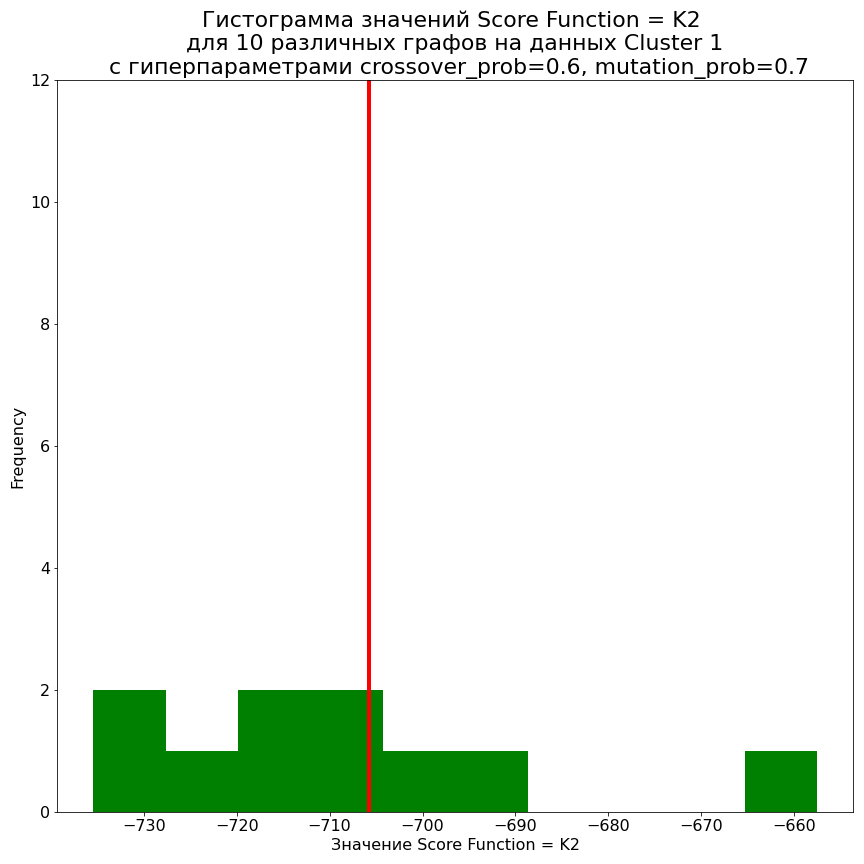 Гистограмма значений Score Function = K2
для 10 различных графов на данных Cluster 1
с гиперпараметрами crossover_prob=0.6, mutation_prob=0.7
12
10
8
6
4
2
0
Frequency
−730 −720 −710 −700 −690 −680 −670 −660
Значение Score Function = K2